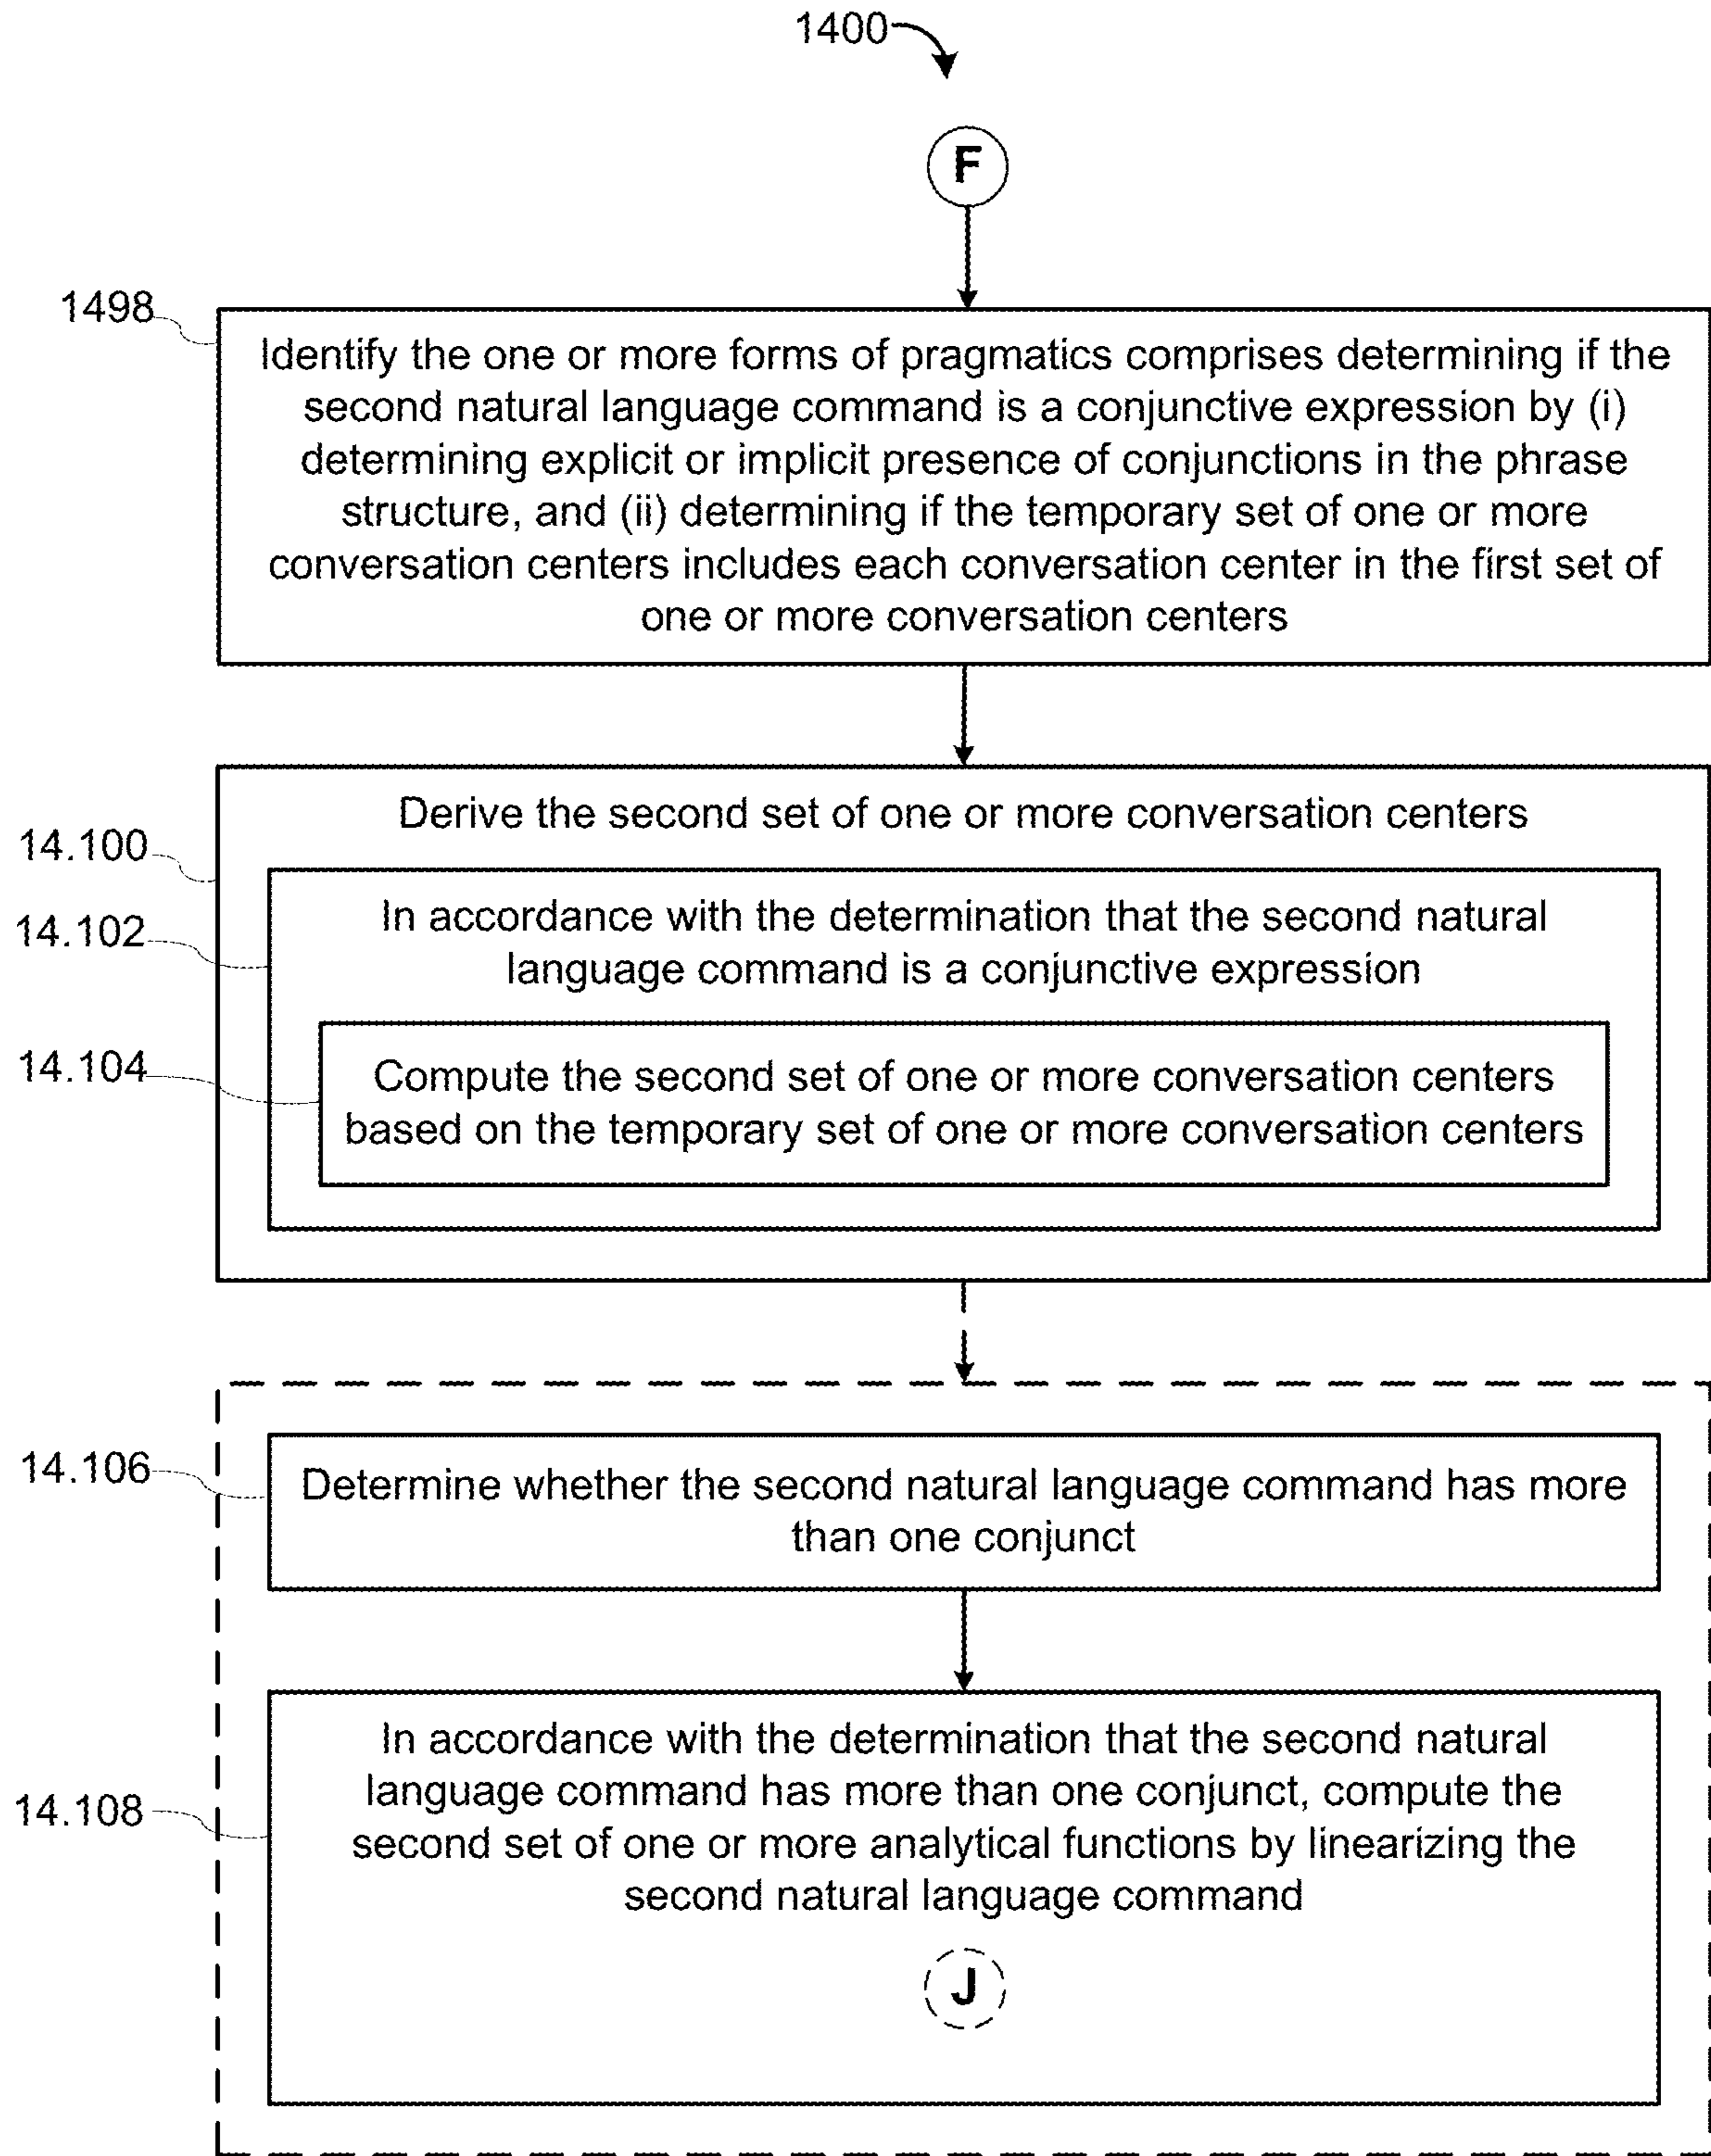 1400
F
1498
Identify the one or more forms of pragmatics comprises determining if the
second natural language command is a conjunctive expression by (i)
determining explicit or implicit presence of conjunctions in the phrase
structure, and (ii) determining if the temporary set of one or more
conversation centers includes each conversation center in the first set of
one or more conversation centers
14.100
Derive the second set of one or more conversation centers
14.102
In accordance with the determination that the second natural
language command is a conjunctive expression
14.104
Compute the second set of one or more conversation centers
based on the temporary set of one or more conversation centers
14.106
Determine whether the second natural language command has more
than one conjunct
14.108
In accordance with the determination that the second natural
language command has more than one conjunct, compute the
second set of one or more analytical functions by linearizing the
second natural language command
J